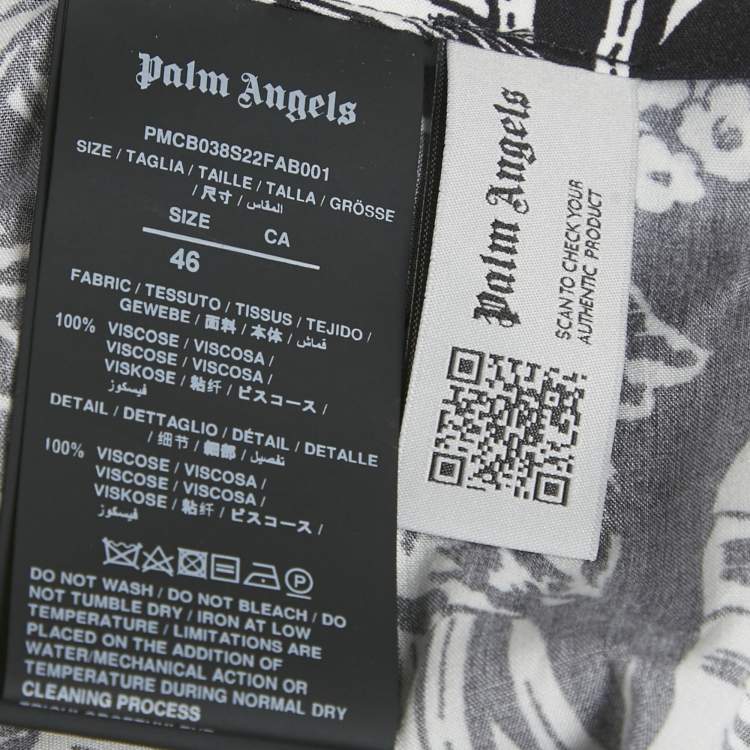 Palm Angels
PMCB038S22FAB001
SIZE / TAGLIA / TAILLE / TALLA / GRÖSSE
/ 尺寸 / المقاس /
SIZE CA
46
FABRIC / TESSUTO / TISSUS / TEJIDO /
GEWEBE / 面料 / 本体 / قماش /
100% VISCOSE / VISCOSA /
VISCOSE / VISCOSA /
VISKOSE / 粘纤 / ビスコース / فيسكوز /
DETAIL / DETTAGLIO / DÉTAIL / DETALLE
/ 细节 / 細部 / تفصيل /
100% VISCOSE / VISCOSA /
VISCOSE / VISCOSA /
VISKOSE / 粘纤 / ビスコース / فيسكوز /
DO NOT WASH / DO NOT BLEACH / DO
NOT TUMBLE DRY / IRON AT LOW
TEMPERATURE / LIMITATIONS ARE
PLACED ON THE ADDITION OF
WATER/MECHANICAL ACTION OR
TEMPERATURE DURING NORMAL DRY
CLEANING PROCESS
Palm Angels
SCAN TO CHECK YOUR
AUTHENTIC PRODUCT